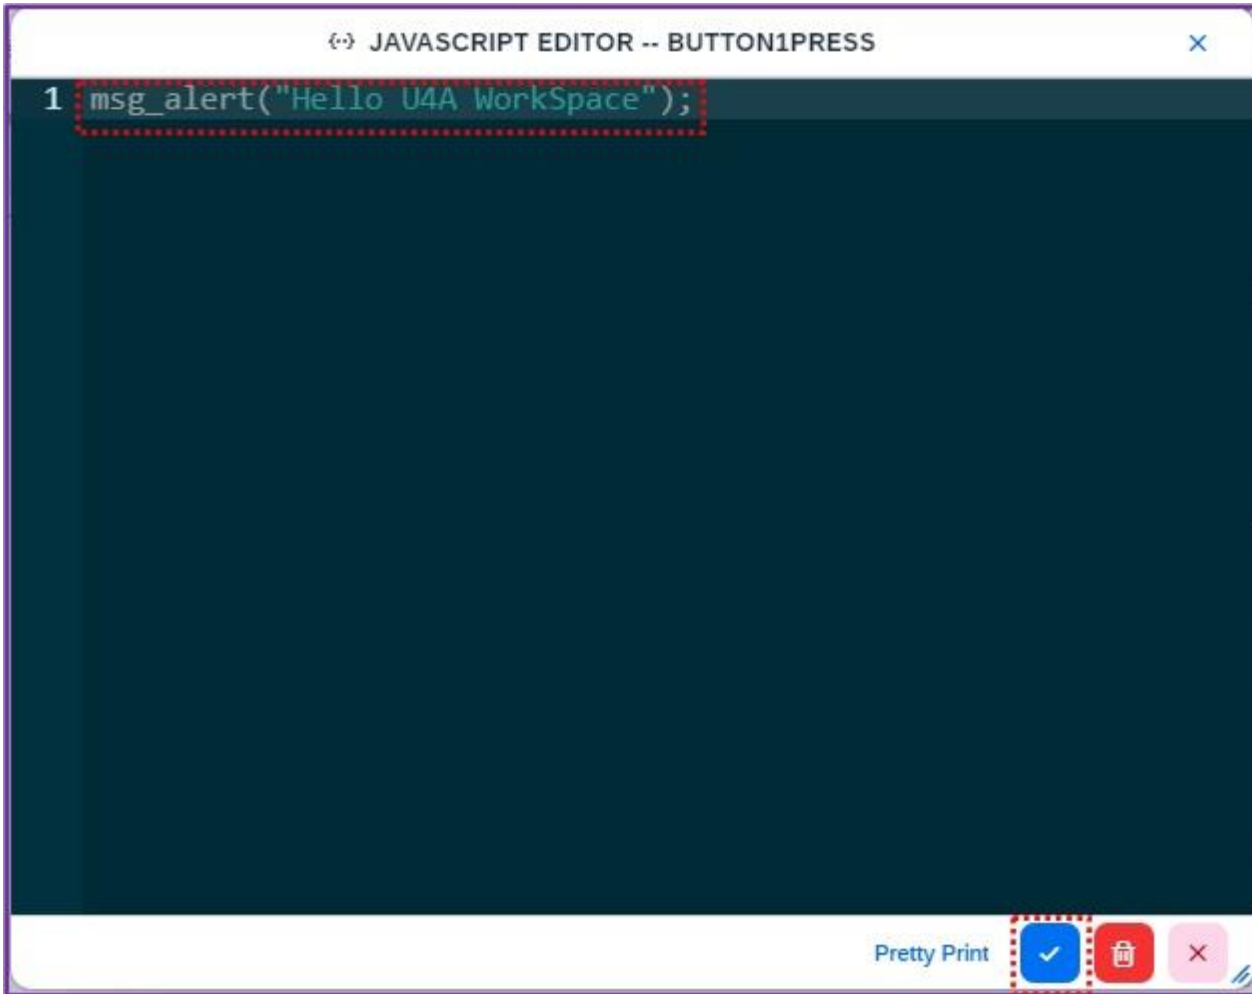 JAVASCRIPT EDITOR -- BUTTON1PRESS
1 msg_alert("Hello U4A WorkSpace");
Pretty Print